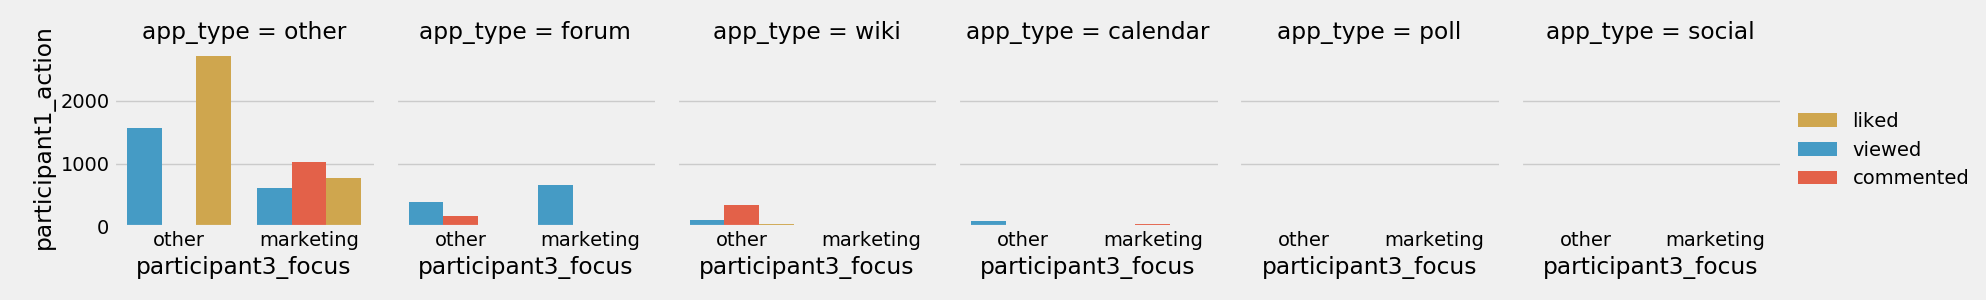 app_type = other
app_type = forum
app_type = wiki
app_type = calendar
app_type = poll
app_type = social
participant1_action
2000
1000
0
other marketing
other marketing
other marketing
other marketing
other marketing
other marketing
participant3_focus
participant3_focus
participant3_focus
participant3_focus
participant3_focus
participant3_focus
liked
viewed
commented